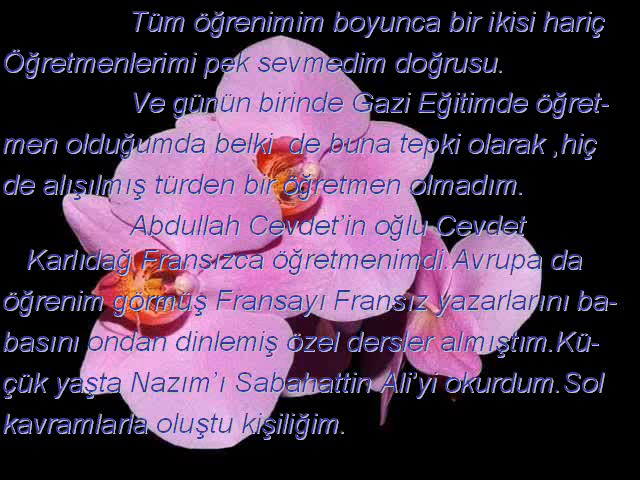 Tüm öğrenimim boyunca bir ikisi hariç
Öğretmenlerimi pek sevmedim doğrusu.
Ve günün birinde Gazi Eğitimde öğret-
men olduğumda belki  de buna tepki olarak ,hiç
de alışılmış türden bir öğretmen olmadım.
Abdullah Cevdet'in oğlu Cevdet
Karlıdağ Fransızca öğretmenimdi.Avrupa da
öğrenim görmüş Fransayı Fransız yazarlarını ba-
basını ondan dinlemiş özel dersler almıştım.Kü-
çük yaşta Nazım'ı Sabahattin Ali'yi okurdum.Sol
kavramlarla oluştu kişiliğim.